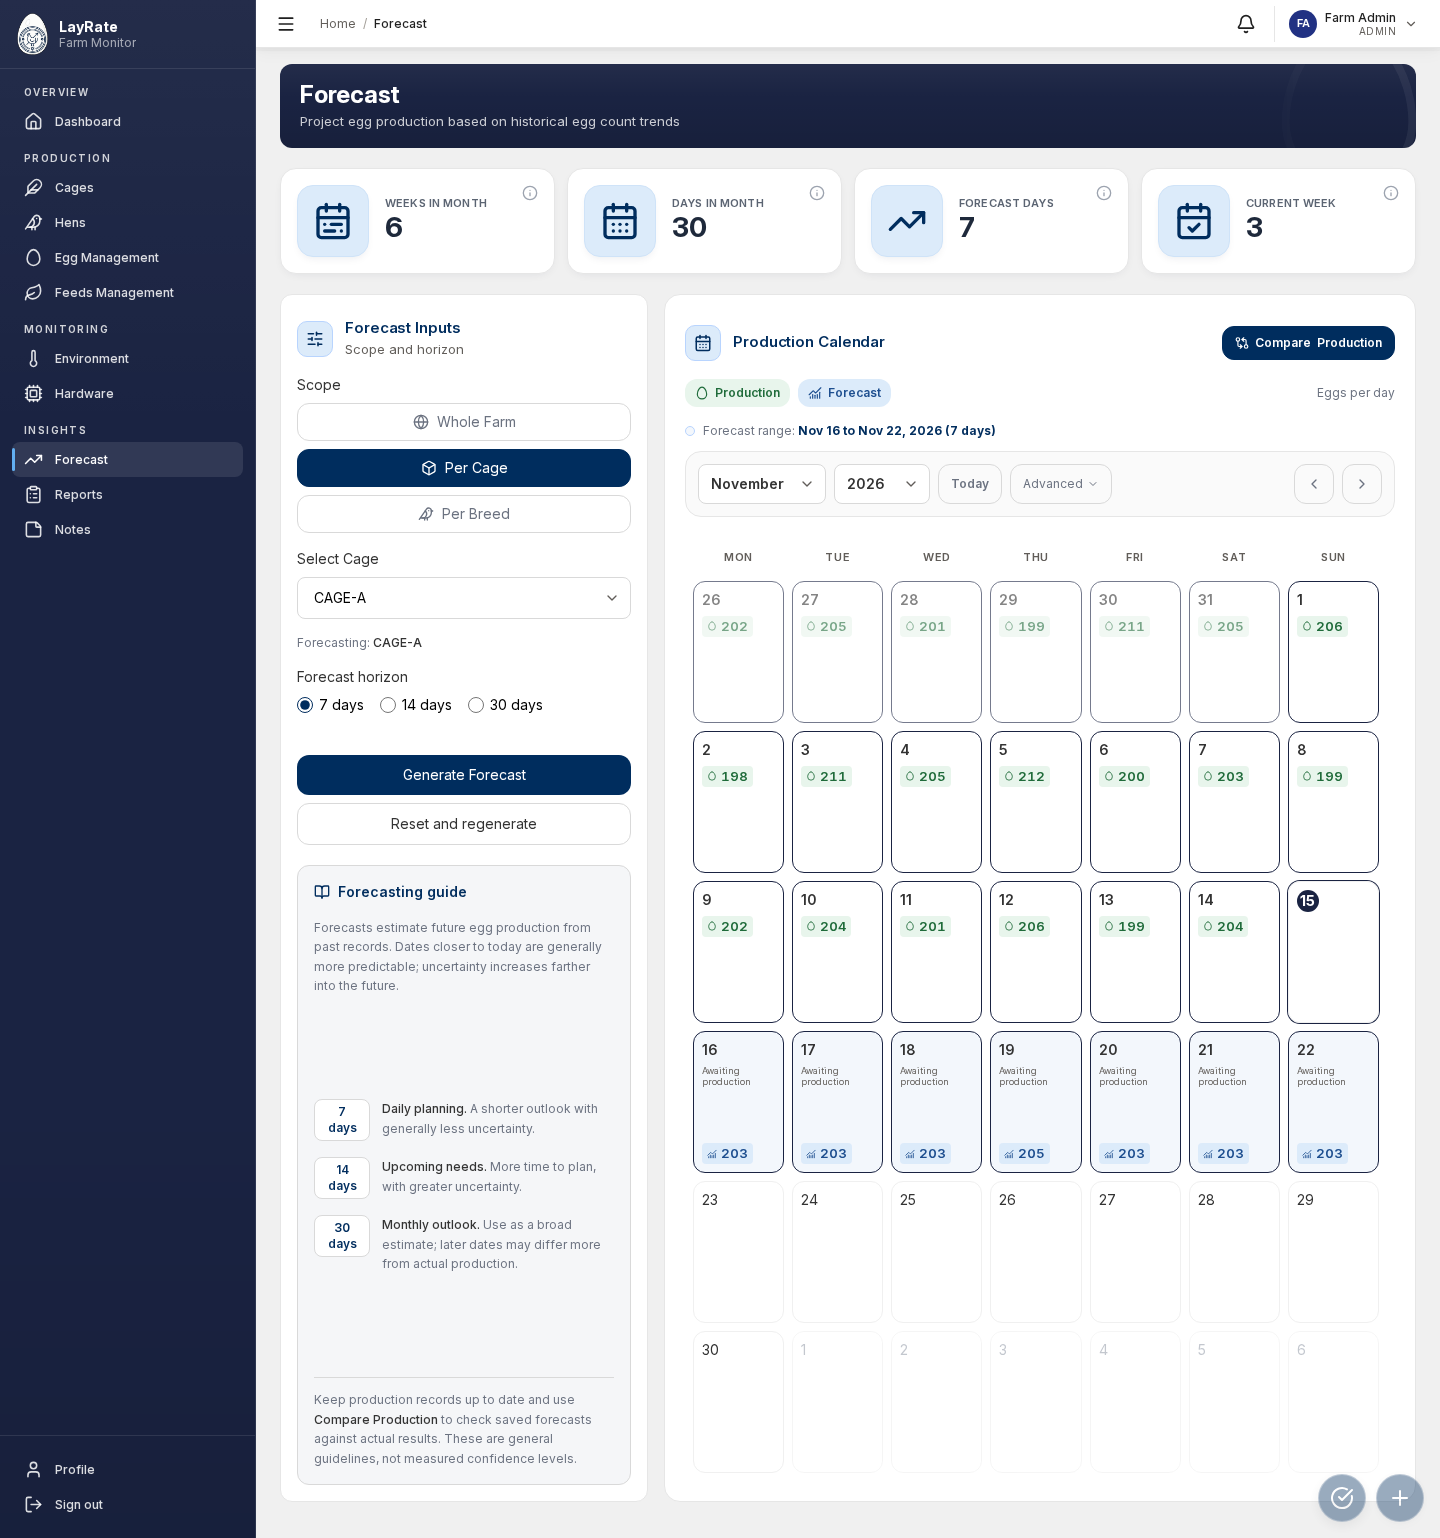 LayRate
Farm Monitor
OVERVIEW
Dashboard
PRODUCTION
Cages
Hens
Egg Management
Feeds Management
MONITORING
Environment
Hardware
INSIGHTS
Forecast
Reports
Notes
Profile
Sign out
Home / Forecast
FA
Farm Admin
ADMIN
Forecast
Project egg production based on historical egg count trends
WEEKS IN MONTH
6
DAYS IN MONTH
30
FORECAST DAYS
7
CURRENT WEEK
3
Forecast Inputs
Scope and horizon
Scope
Whole Farm
Per Cage
Per Breed
Select Cage
CAGE-A
Forecasting: CAGE-A
Forecast horizon
7 days 14 days 30 days
Generate Forecast
Reset and regenerate
Forecasting guide
Forecasts estimate future egg production from
past records. Dates closer to today are generally
more predictable; uncertainty increases farther
into the future.
7
days
Daily planning. A shorter outlook with
generally less uncertainty.
14
days
Upcoming needs. More time to plan,
with greater uncertainty.
30
days
Monthly outlook. Use as a broad
estimate; later dates may differ more
from actual production.
Keep production records up to date and use
Compare Production to check saved forecasts
against actual results. These are general
guidelines, not measured confidence levels.
Production Calendar
Compare Production
Production Forecast
Eggs per day
Forecast range: Nov 16 to Nov 22, 2026 (7 days)
November 2026 Today Advanced
MON TUE WED THU FRI SAT SUN
26 27 28 29 30 31 1
202 205 201 199 211 205 206
2 3 4 5 6 7 8
198 211 205 212 200 203 199
9 10 11 12 13 14 15
202 204 201 206 199 204
16 17 18 19 20 21 22
Awaiting Awaiting Awaiting Awaiting Awaiting Awaiting Awaiting
production production production production production production production
203 203 203 205 203 203 203
23 24 25 26 27 28 29
30 1 2 3 4 5 6